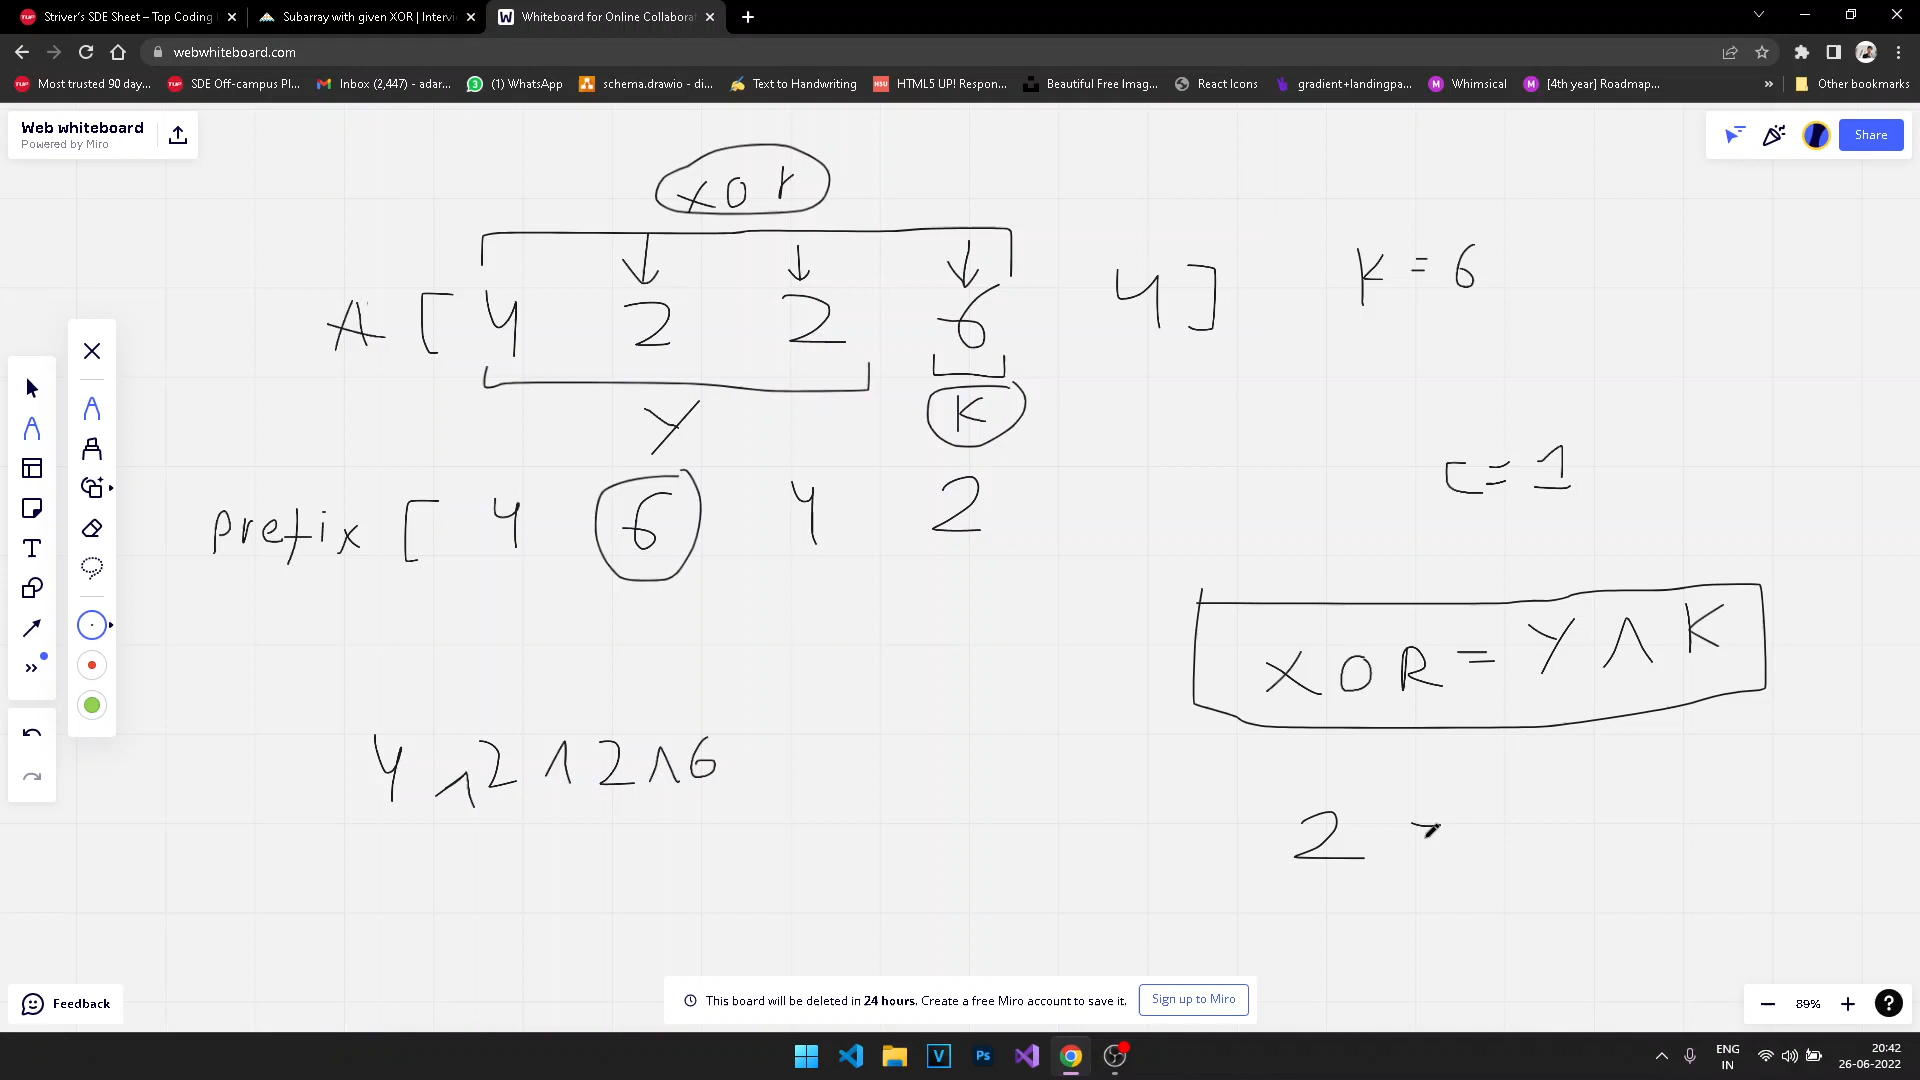 Striver's SDE Sheet – Top Coding
Subarray with given XOR | Intervi
Whiteboard for Online Collabora
webwhiteboard.com
Most trusted 90 day...
SDE Off-campus Pl...
Inbox (2,447) - adar...
(1) WhatsApp
schema.drawio - di...
Text to Handwriting
HTML5 UP! Respon...
Beautiful Free Imag...
React Icons
gradient+landingpa...
Whimsical
[4th year] Roadmap...
»
Other bookmarks
Web whiteboard
Powered by Miro
Share
xor
A [ 4 2 2 6 4 ] K = 6
Y K
C = 1
prefix [ 4 6 4 2
XOR = Y ^ K
4 ^ 2 ^ 2 ^ 6
2
Feedback
This board will be deleted in 24 hours. Create a free Miro account to save it.
Sign up to Miro
89%
?
V
Ps
ENG
IN
20:42
26-06-2022